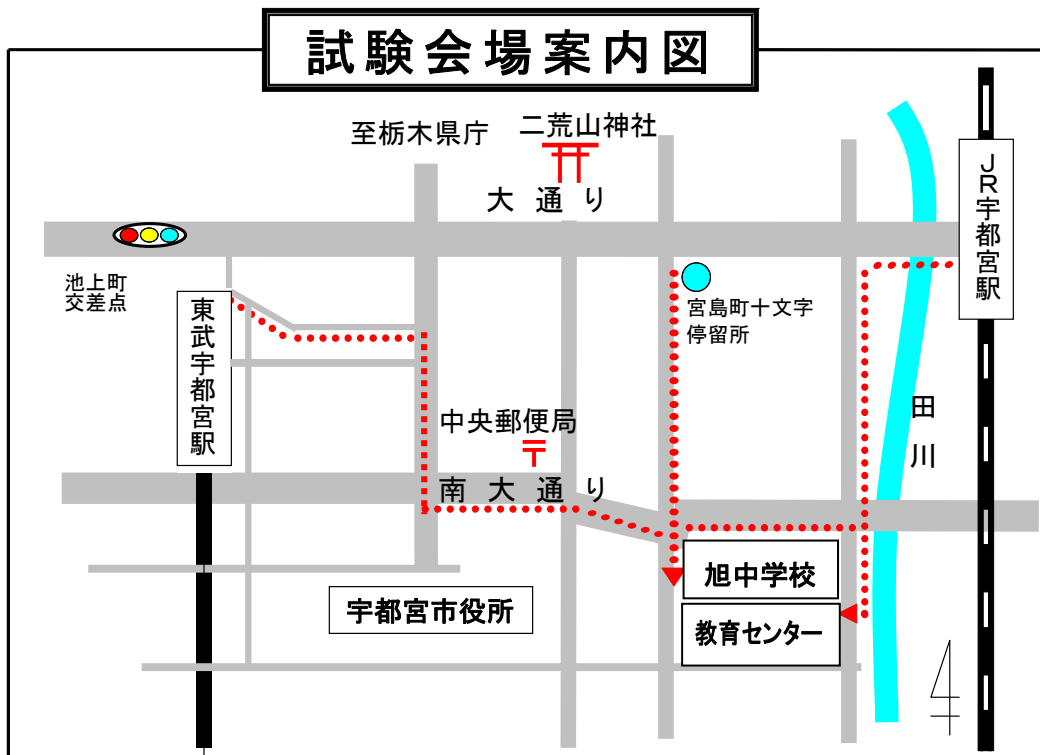 試験会場案内図
至栃木県庁
二荒山神社
大通り
JR宇都宮駅
池上町
交差点
東武宇都宮駅
宮島町十文字
停留所
田川
中央郵便局
〒
南大通り
旭中学校
宇都宮市役所
教育センター